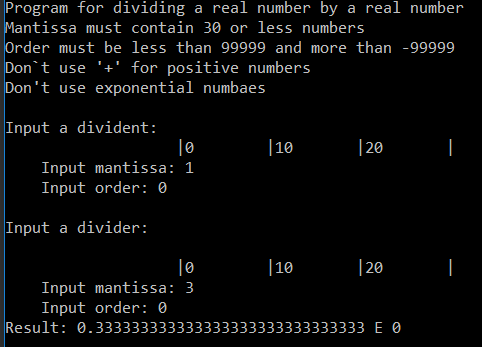 Program for dividing a real number by a real number
Mantissa must contain 30 or less numbers
Order must be less than 99999 and more than -99999
Don`t use '+' for positive numbers
Don't use exponential numbaes
Input a divident:
|0        |10       |20       |
Input mantissa: 1
Input order: 0
Input a divider:
|0        |10       |20       |
Input mantissa: 3
Input order: 0
Result: 0.333333333333333333333333333333 E 0